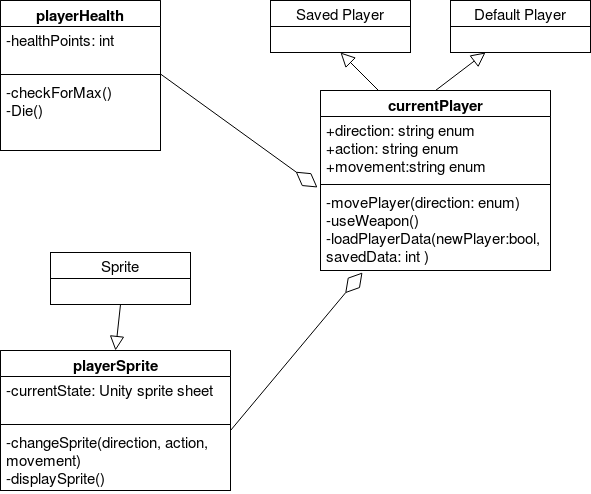 playerHealth
-healthPoints: int
-checkForMax()
-Die()
Saved Player
Default Player
currentPlayer
+direction: string enum
+action: string enum
+movement:string enum
-movePlayer(direction: enum)
-useWeapon()
-loadPlayerData(newPlayer:bool,
savedData: int )
Sprite
playerSprite
-currentState: Unity sprite sheet
-changeSprite(direction, action,
movement)
-displaySprite()